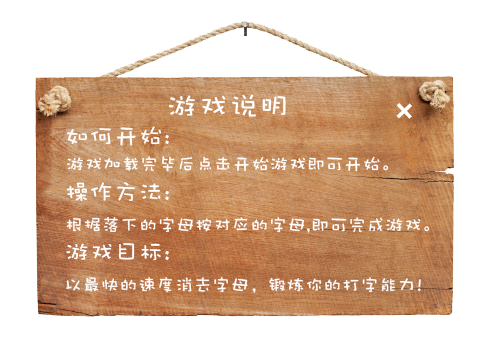 游戏说明
×
如何开始:
游戏加载完毕后点击开始游戏即可开始。
操作方法:
根据落下的字母按对应的字母,即可完成游戏。
游戏目标:
以最快的速度消去字母，锻炼你的打字能力!